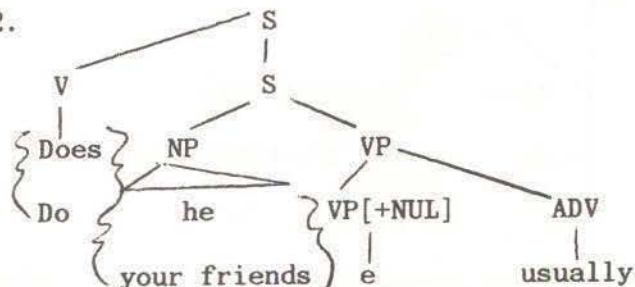 2.
S
V S
Does NP VP
Do he VP[+NUL] ADV
your friends e usually